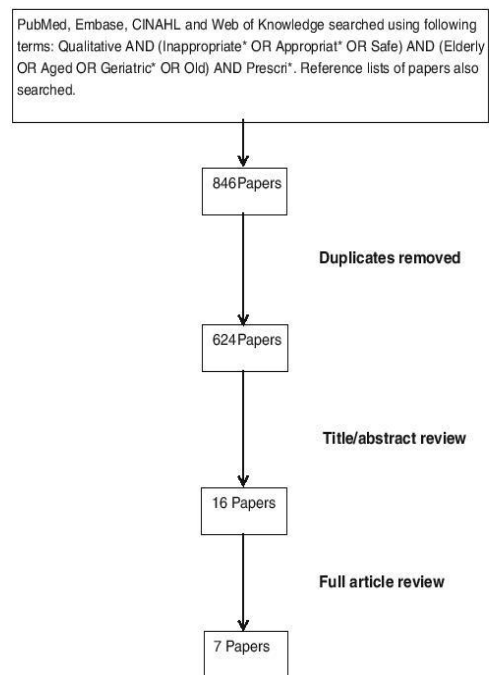 PubMed, Embase, CINAHL and Web of Knowledge searched using following
terms: Qualitative AND (Inappropriate* OR Appropriat* OR Safe) AND (Elderly
OR Aged OR Geriatric* OR Old) AND Prescri*. Reference lists of papers also
searched.
846Papers
Duplicates removed
624Papers
Title/abstract review
16 Papers
Full article review
7 Papers